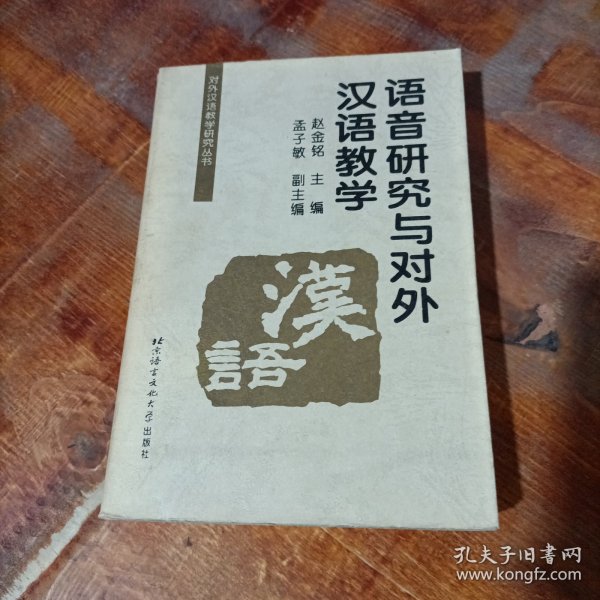 语音研究与对外
汉语教学
赵金铭 主编
孟子敏 副主编
对外汉语教学研究丛书
漢
語
北京语言文化大学出版社
孔夫子旧书网
www.kongfz.com